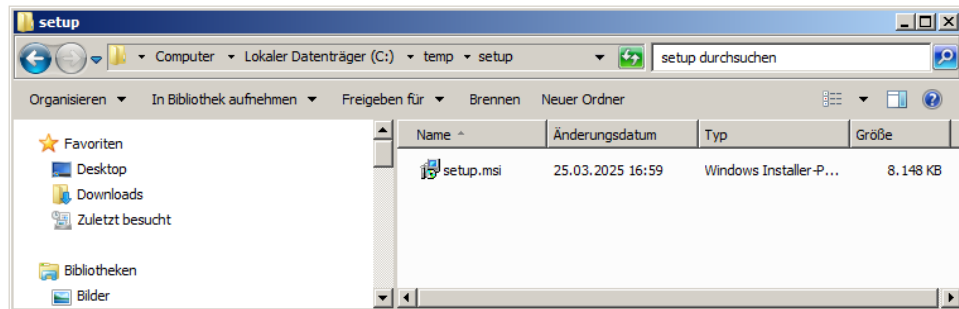 setup
Computer Lokaler Datenträger (C:) temp setup setup durchsuchen
Organisieren In Bibliothek aufnehmen Freigeben für Brennen Neuer Ordner
Favoriten
Desktop
Downloads
Zuletzt besucht
Bibliotheken
Bilder
Name Änderungsdatum Typ Größe
setup.msi 25.03.2025 16:59 Windows Installer-P... 8.148 KB